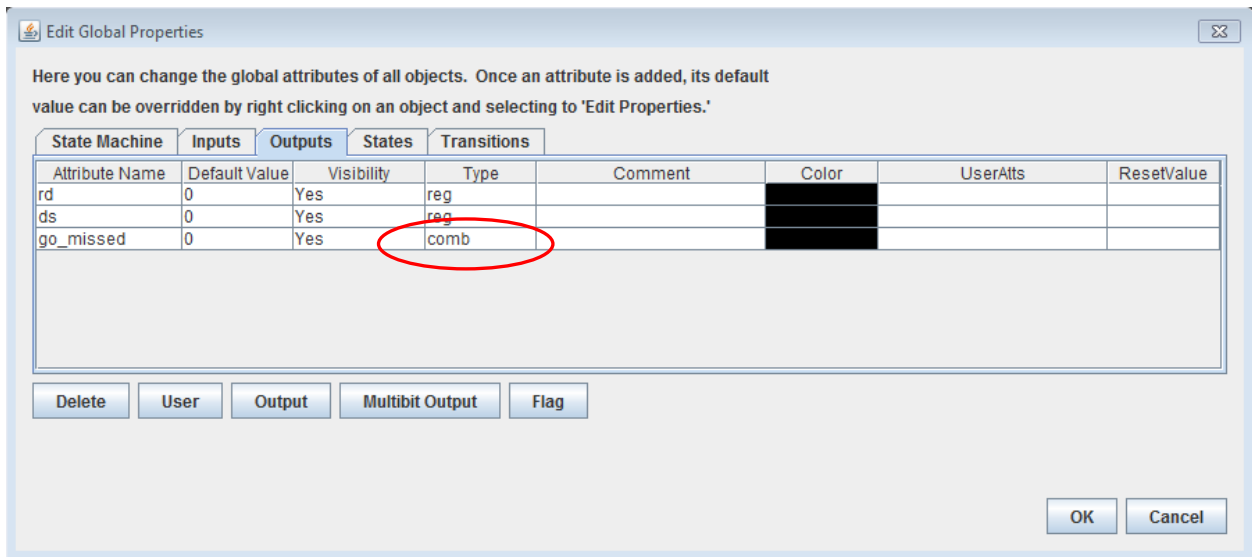 Edit Global Properties
Here you can change the global attributes of all objects. Once an attribute is added, its default
value can be overridden by right clicking on an object and selecting to 'Edit Properties.'
State Machine Inputs Outputs States Transitions
Attribute Name Default Value Visibility Type Comment Color UserAtts ResetValue
rd 0 Yes reg
ds 0 Yes reg
go_missed 0 Yes comb
Delete User Output Multibit Output Flag
OK Cancel